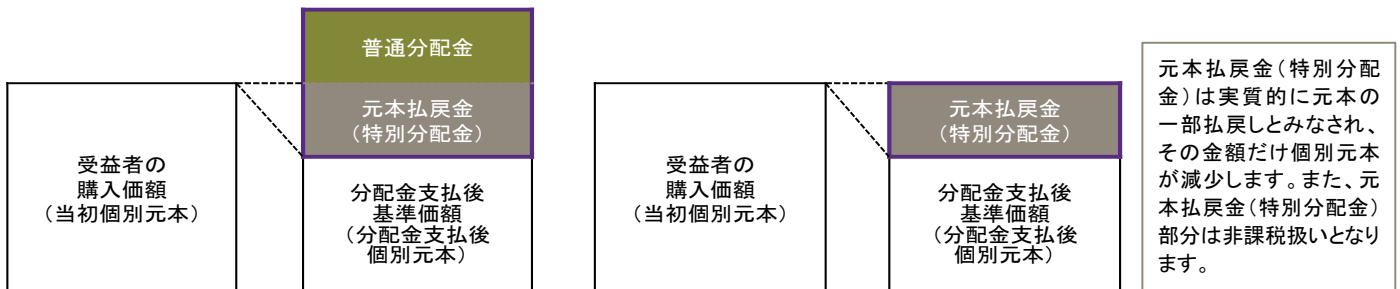 普通分配金
元本払戻金
（特別分配金）
受益者の
購入価額
（当初個別元本）
分配金支払後
基準価額
（分配金支払後
個別元本）
元本払戻金
（特別分配金）
受益者の
購入価額
（当初個別元本）
分配金支払後
基準価額
（分配金支払後
個別元本）
元本払戻金（特別分配
金）は実質的に元本の
一部払戻しとみなされ、
その金額だけ個別元本
が減少します。また、元
本払戻金（特別分配金）
部分は非課税扱いとなり
ます。